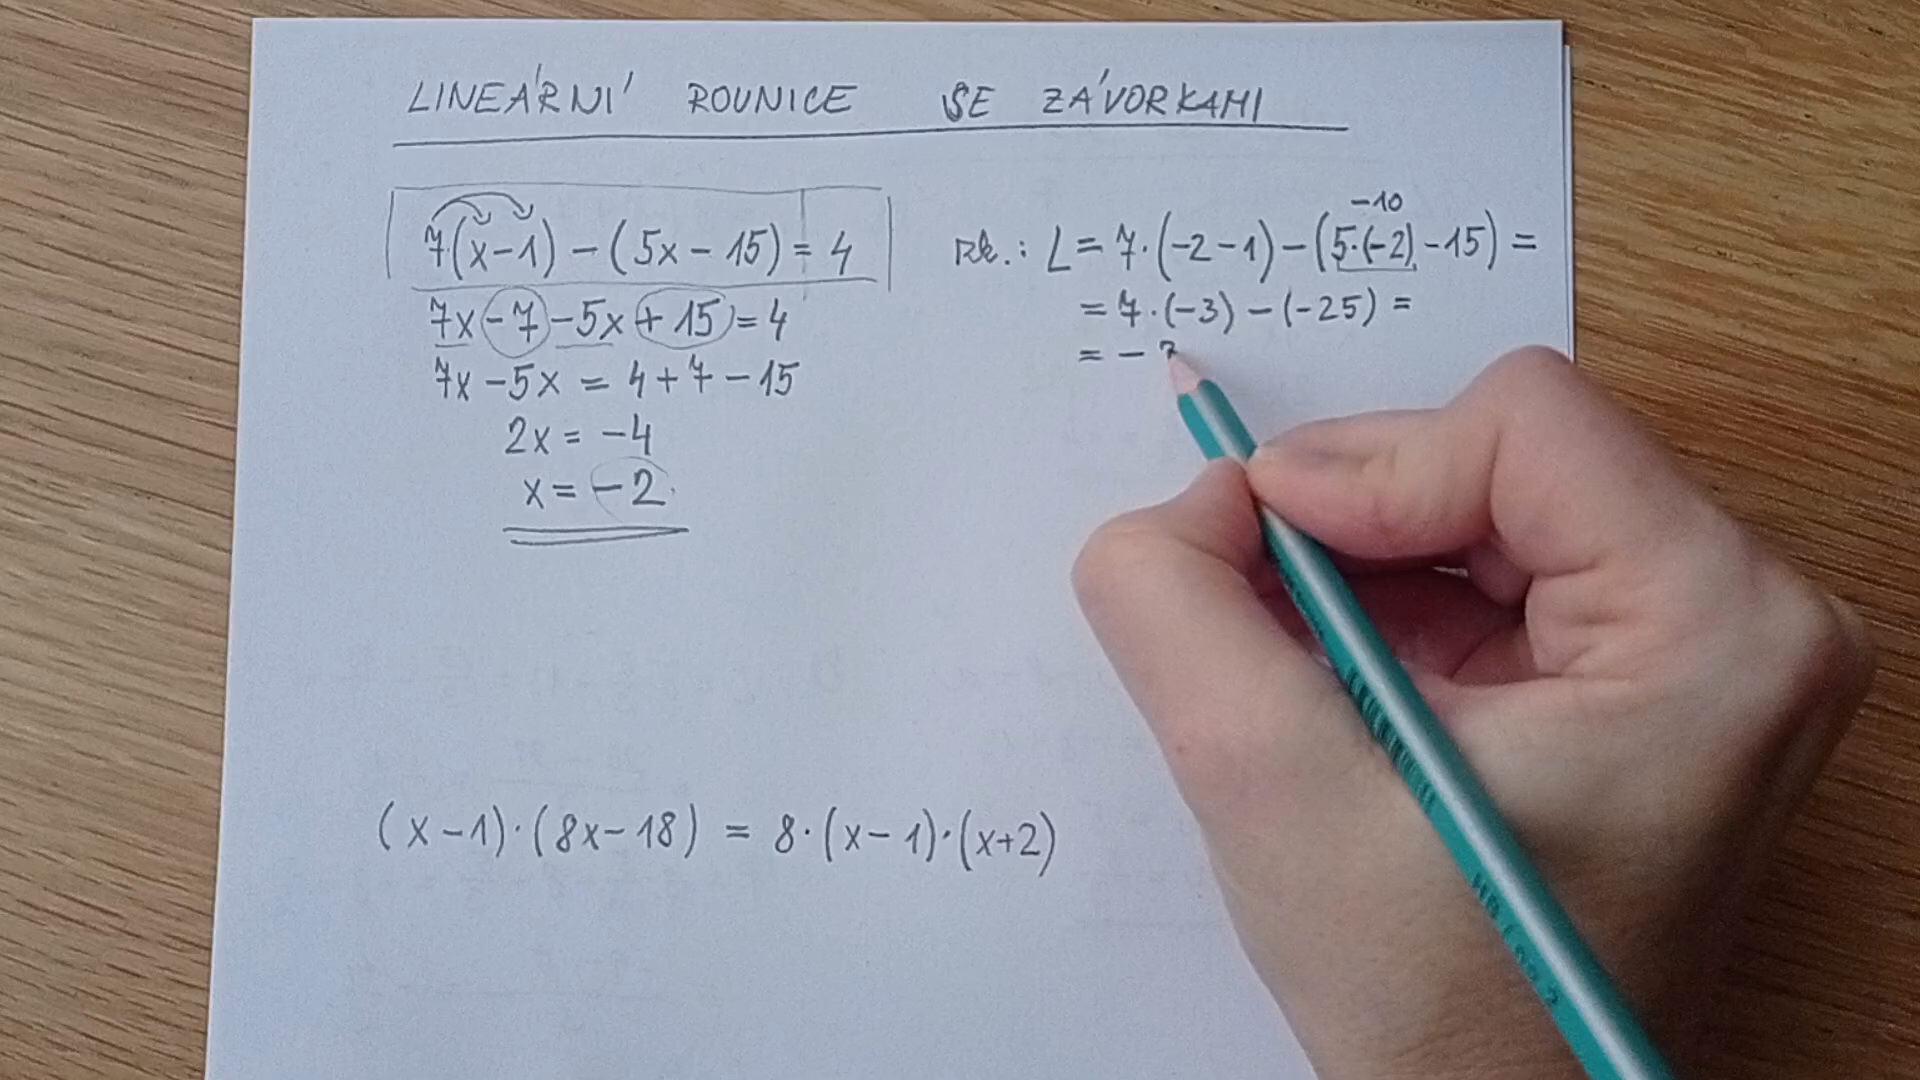 LINEÁRNÍ ROVNICE SE ZÁVORKAMI
7(x-1) - (5x - 15) = 4
7x - 7 - 5x + 15 = 4
7x - 5x = 4 + 7 - 15
2x = -4
x = -2
Zk.: L = 7·(-2-1) - (5·(-2) - 15) =
-10
= 7·(-3) - (-25) =
= -
(x-1)·(8x-18) = 8·(x-1)·(x+2)